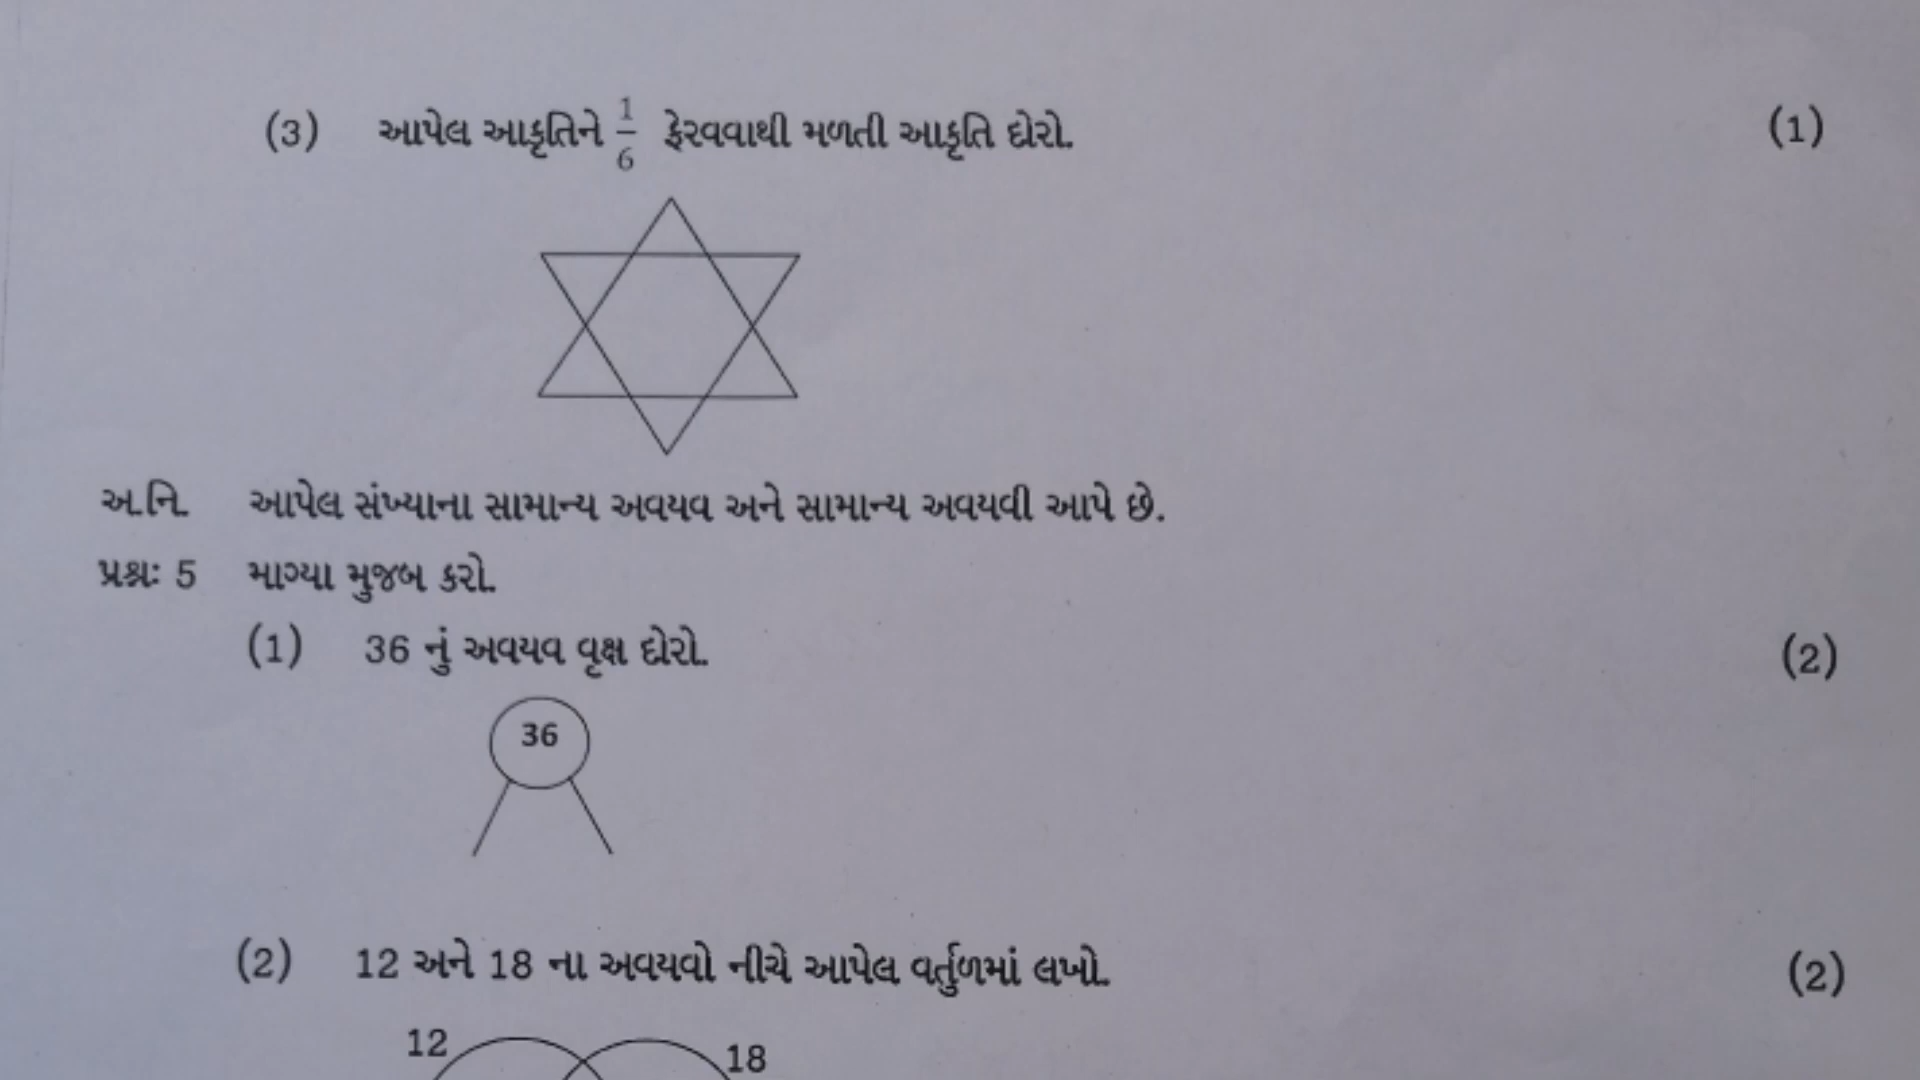 (3) આપેલ આકૃતિને 1/6 ફેરવવાથી મળતી આકૃતિ દોરો. (1)
અ.નિ. આપેલ સંખ્યાના સામાન્ય અવયવ અને સામાન્ય અવયવી આપે છે.
પ્રશ્નઃ 5 માગ્યા મુજબ કરો.
(1) 36 નું અવયવ વૃક્ષ દોરો. (2)
36
(2) 12 અને 18 ના અવયવો નીચે આપેલ વર્તુળમાં લખો. (2)
12 18